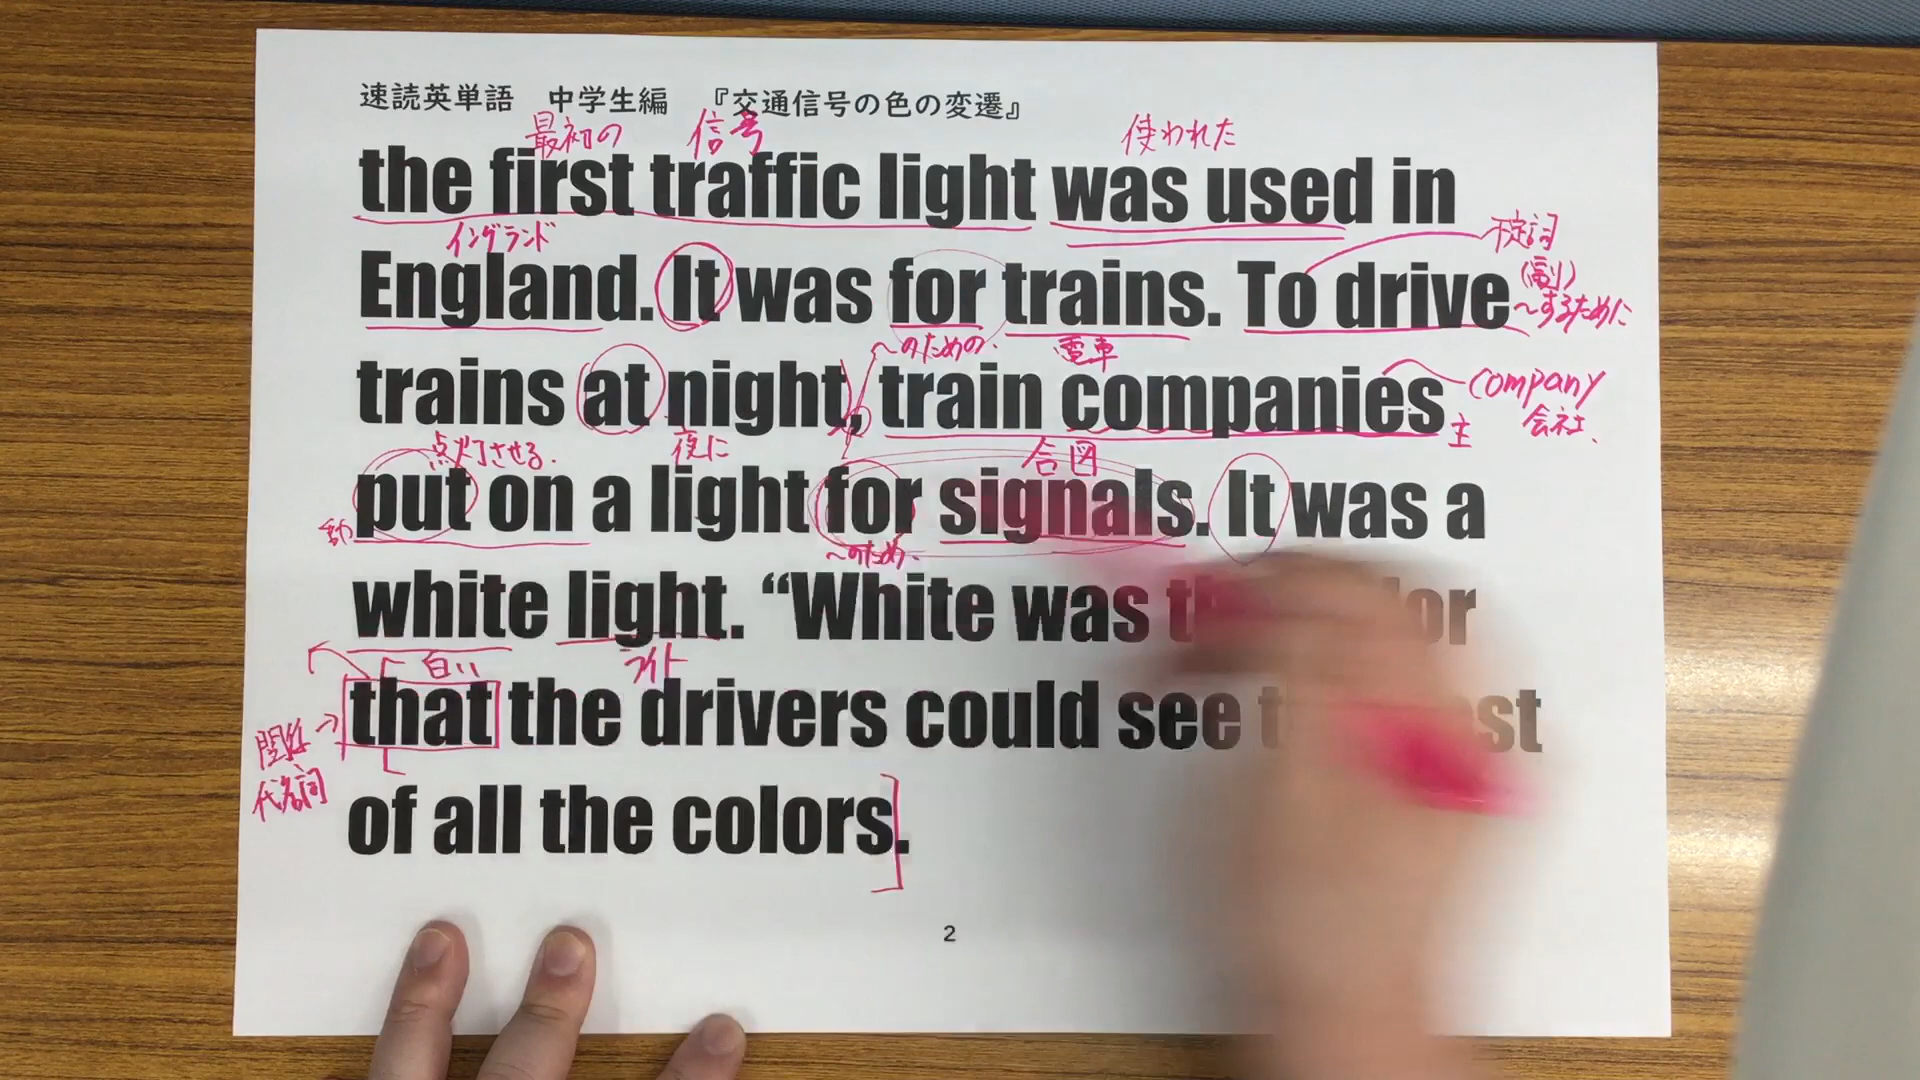 速読英単語 中学生編 『交通信号の色の変遷』
最初の 信号 使われた
the first traffic light was used in
イングランド 不定詞
England. It was for trains. To drive
(副)
~するために
~のための. 電車
trains at night, train companies
company
会社.
主
点灯させる. 夜に 合図
put on a light for signals. It was a
動
~のため.
white light. “White was
白い ライト
that the drivers could see
関係
代名詞
of all the colors.
2